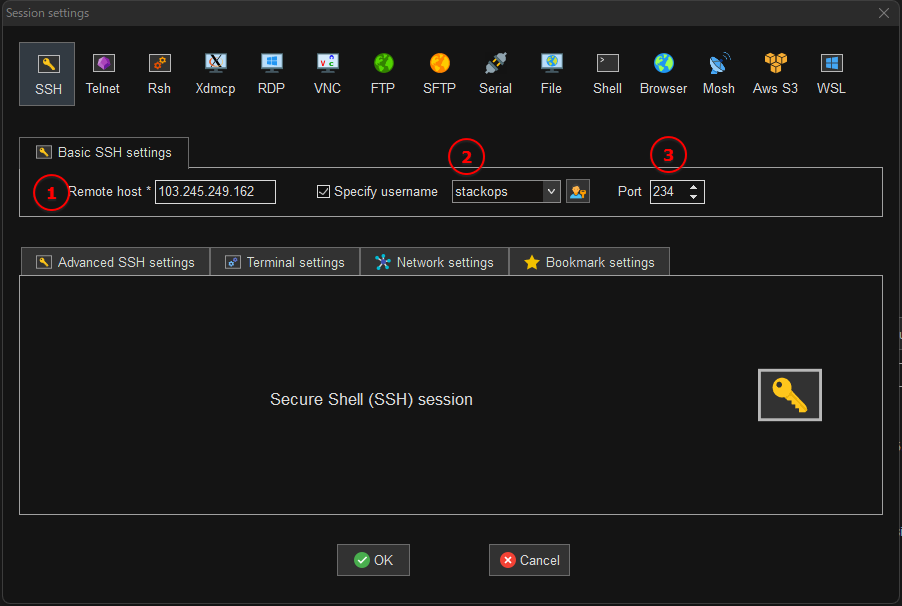 Session settings
SSH Telnet Rsh Xdmcp RDP VNC FTP SFTP Serial File Shell Browser Mosh Aws S3 WSL
Basic SSH settings
2 3
1 Remote host * 103.245.249.162 Specify username stackops Port 234
Advanced SSH settings Terminal settings Network settings Bookmark settings
Secure Shell (SSH) session
OK Cancel